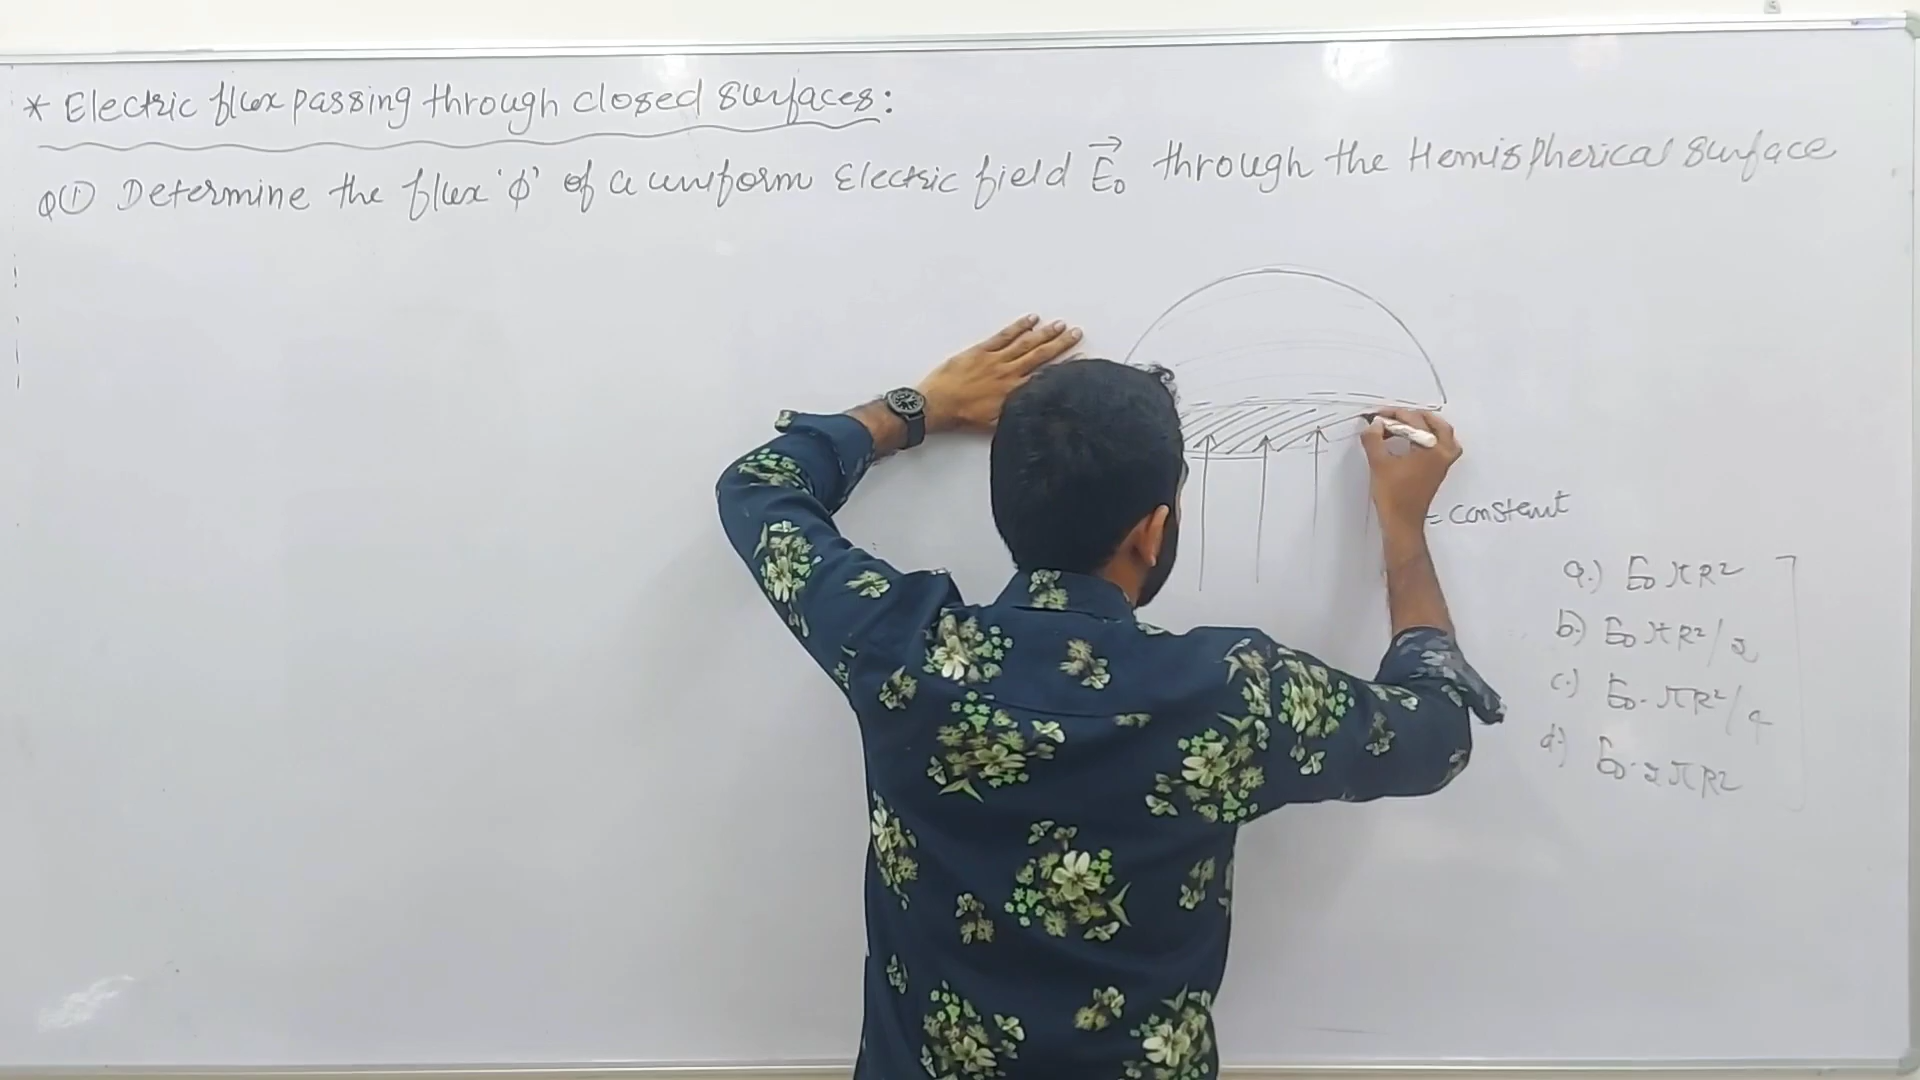 * Electric flux passing through closed surfaces:
Q① Determine the flux 'ϕ' of a uniform Electric field E⃗₀ through the Hemispherical surface
= constant
a.) E₀ πR²
b.) E₀ πR²/2
c.) E₀. πR²/4
d.) E₀. 2πR²